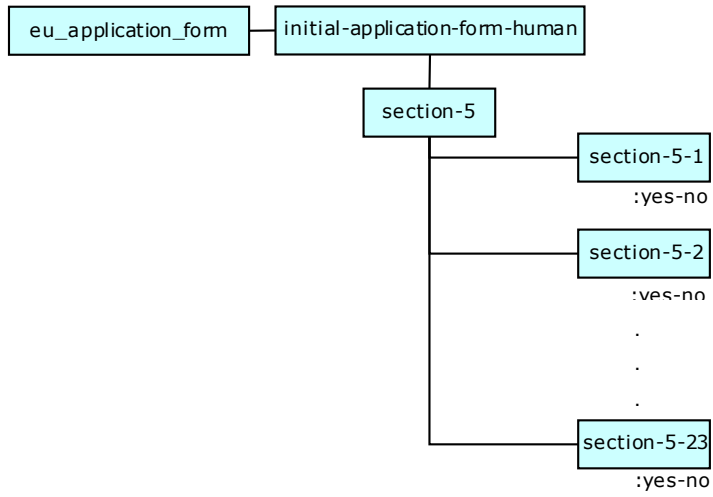 eu_application_form
initial-application-form-human
section-5
section-5-1
:yes-no
section-5-2
:yes-no
.
.
.
section-5-23
:yes-no